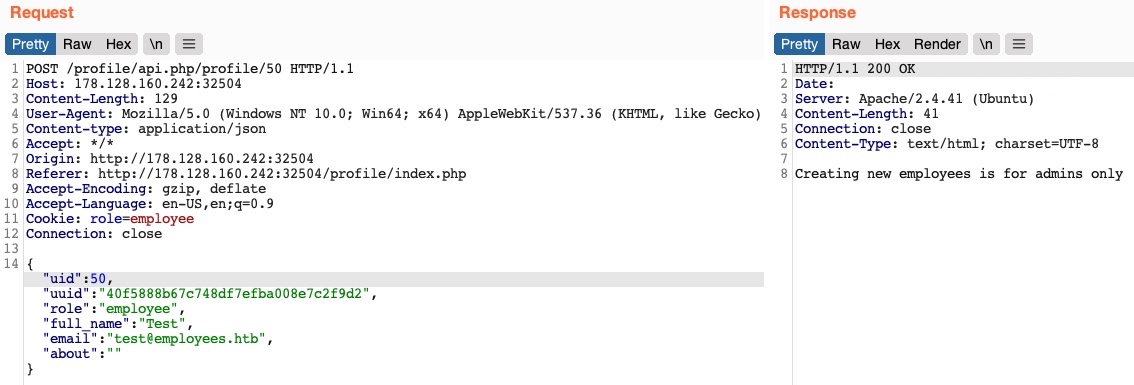 Request
Pretty Raw Hex \n
1 POST /profile/api.php/profile/50 HTTP/1.1
2 Host: 178.128.160.242:32504
3 Content-Length: 129
4 User-Agent: Mozilla/5.0 (Windows NT 10.0; Win64; x64) AppleWebKit/537.36 (KHTML, like Gecko)
5 Content-type: application/json
6 Accept: */*
7 Origin: http://178.128.160.242:32504
8 Referer: http://178.128.160.242:32504/profile/index.php
9 Accept-Encoding: gzip, deflate
10 Accept-Language: en-US,en;q=0.9
11 Cookie: role=employee
12 Connection: close
13
14 {
"uid":50,
"uuid":"40f5888b67c748df7efba008e7c2f9d2",
"role":"employee",
"full_name":"Test",
"email":"test@employees.htb",
"about":""
}
Response
Pretty Raw Hex Render \n
1 HTTP/1.1 200 OK
2 Date:
3 Server: Apache/2.4.41 (Ubuntu)
4 Content-Length: 41
5 Connection: close
6 Content-Type: text/html; charset=UTF-8
7
8 Creating new employees is for admins only